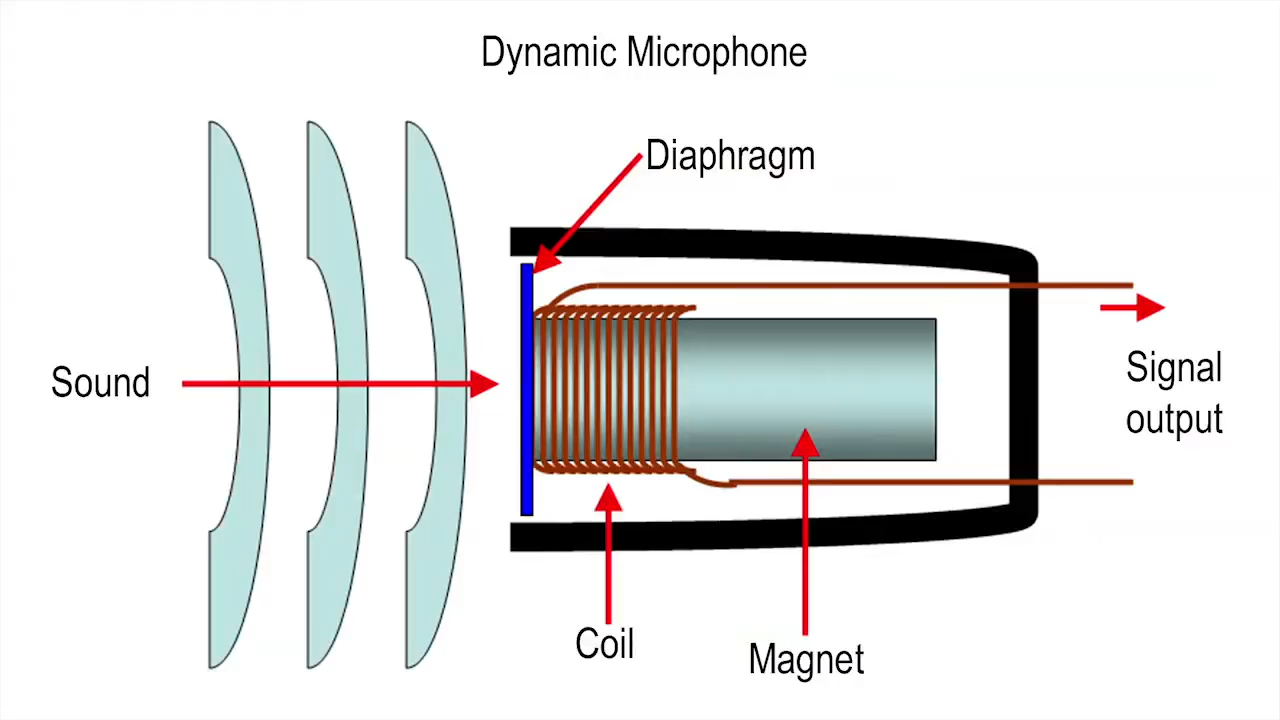 Dynamic Microphone
Diaphragm
Sound
Signal
output
Coil
Magnet